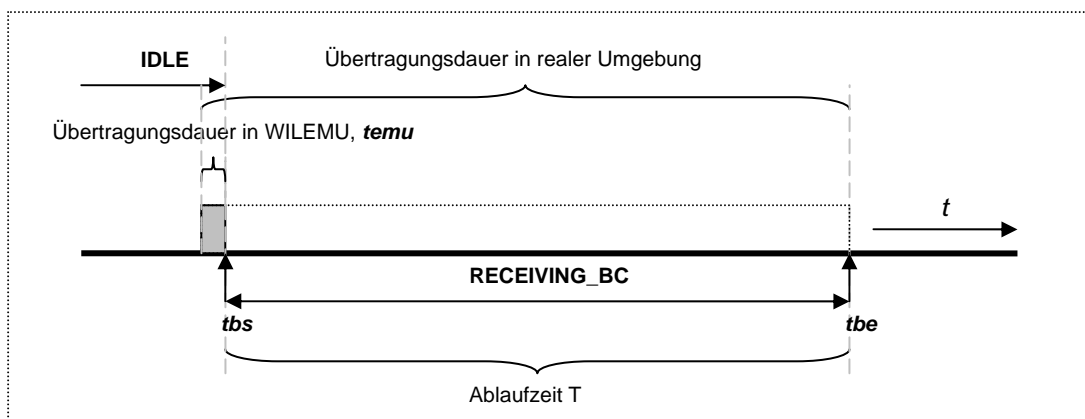 IDLE
Übertragungsdauer in realer Umgebung
Übertragungsdauer in WILEMU, temu
t
RECEIVING_BC
tbs
tbe
Ablaufzeit T